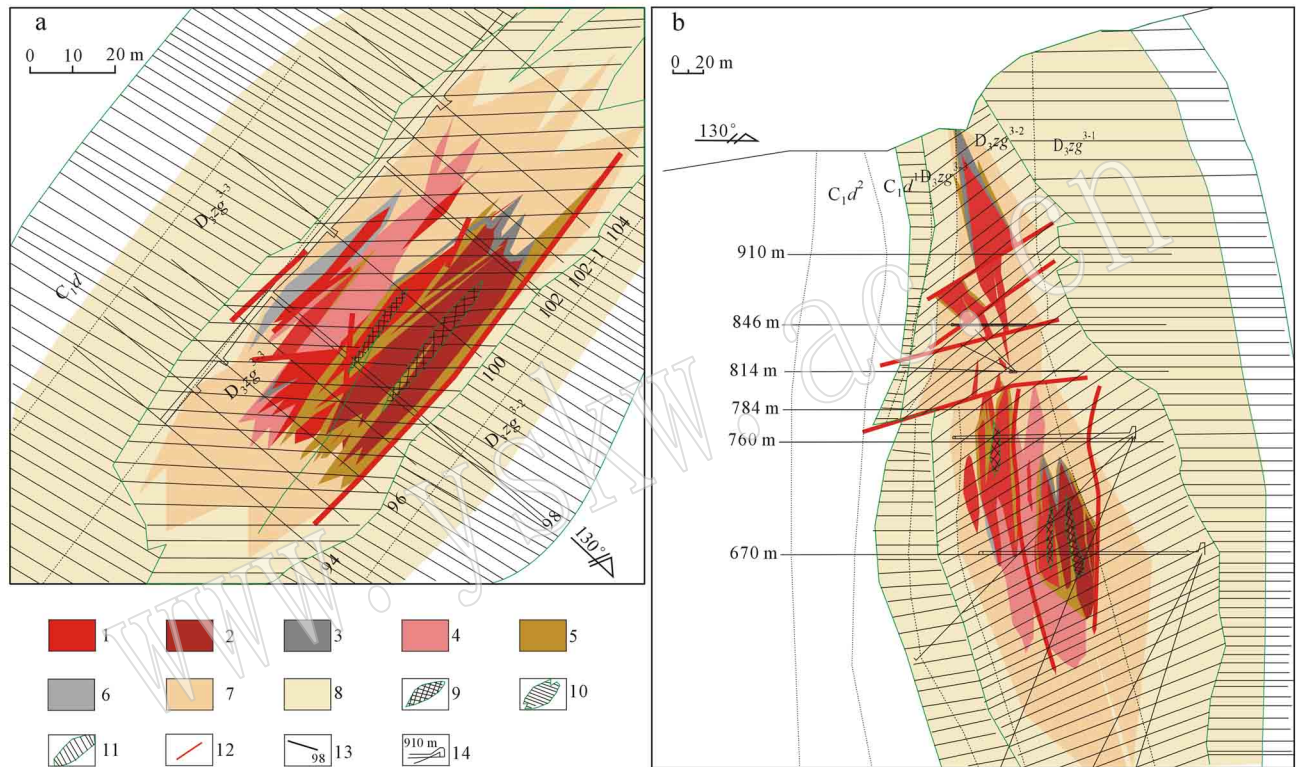 a
0 10 20 m
C₁d
D₃zg³⁻³
D₃zg³⁻³
D₃zg³⁻²
94
96
98
100
102
102+1
104
130°
b
0 20 m
130°
C₁d²
C₁d¹
D₃zg³⁻³
D₃zg³⁻²
D₃zg³⁻¹
910 m
846 m
814 m
784 m
760 m
670 m
1
2
3
4
5
6
7
8
9
10
11
12
98 13
910 m 14
www.yskw.ac.cn